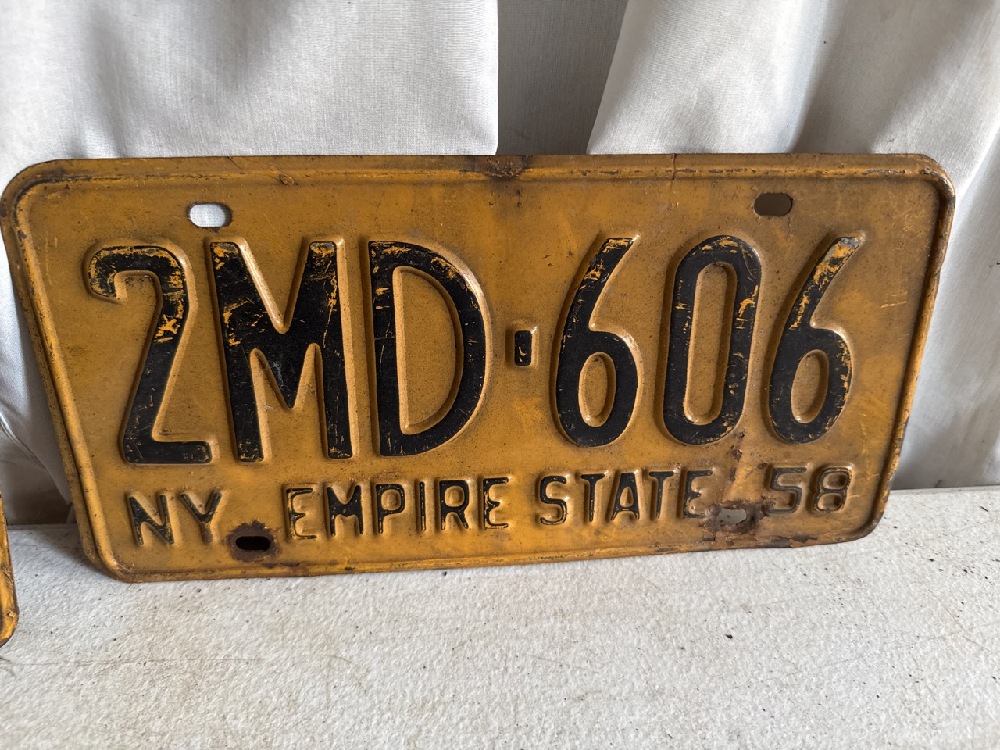 2MD-606
NY EMPIRE STATE 58